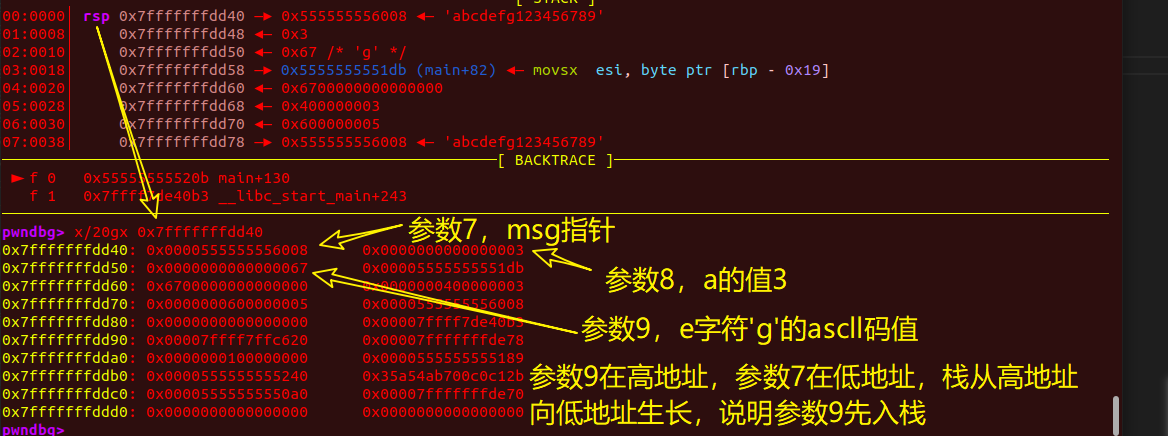 [ STACK ]
00:0000│ rsp 0x7fffffffdd40 —▸ 0x555555556008 ◂— 'abcdefg123456789'
01:0008│     0x7fffffffdd48 ◂— 0x3
02:0010│     0x7fffffffdd50 ◂— 0x67 /* 'g' */
03:0018│     0x7fffffffdd58 —▸ 0x5555555551db (main+82) ◂— movsx  esi, byte ptr [rbp - 0x19]
04:0020│     0x7fffffffdd60 ◂— 0x6700000000000000
05:0028│     0x7fffffffdd68 ◂— 0x400000003
06:0030│     0x7fffffffdd70 ◂— 0x600000005
07:0038│     0x7fffffffdd78 —▸ 0x555555556008 ◂— 'abcdefg123456789'
[ BACKTRACE ]
► f 0   0x55555555520b main+130
f 1   0x7ffff7de40b3 __libc_start_main+243
pwndbg> x/20gx 0x7fffffffdd40
参数7，msg指针
0x7fffffffdd40: 0x0000555555556008      0x0000000000000003
0x7fffffffdd50: 0x0000000000000067      0x00005555555551db
0x7fffffffdd60: 0x6700000000000000      0x0000000400000003
参数8，a的值3
0x7fffffffdd70: 0x0000000600000005      0x0000555555556008
0x7fffffffdd80: 0x0000000000000000      0x00007ffff7de40b3
参数9，e字符'g'的ascll码值
0x7fffffffdd90: 0x00007ffff7ffc620      0x00007fffffffde78
0x7fffffffdda0: 0x0000000100000000      0x0000555555555189
0x7fffffffddb0: 0x0000555555555240      0x35a54ab700c0c12b
0x7fffffffddc0: 0x00005555555550a0      0x00007fffffffde70
0x7fffffffddd0: 0x0000000000000000      0x0000000000000000
参数9在高地址，参数7在低地址，栈从高地址
向低地址生长，说明参数9先入栈
pwndbg>